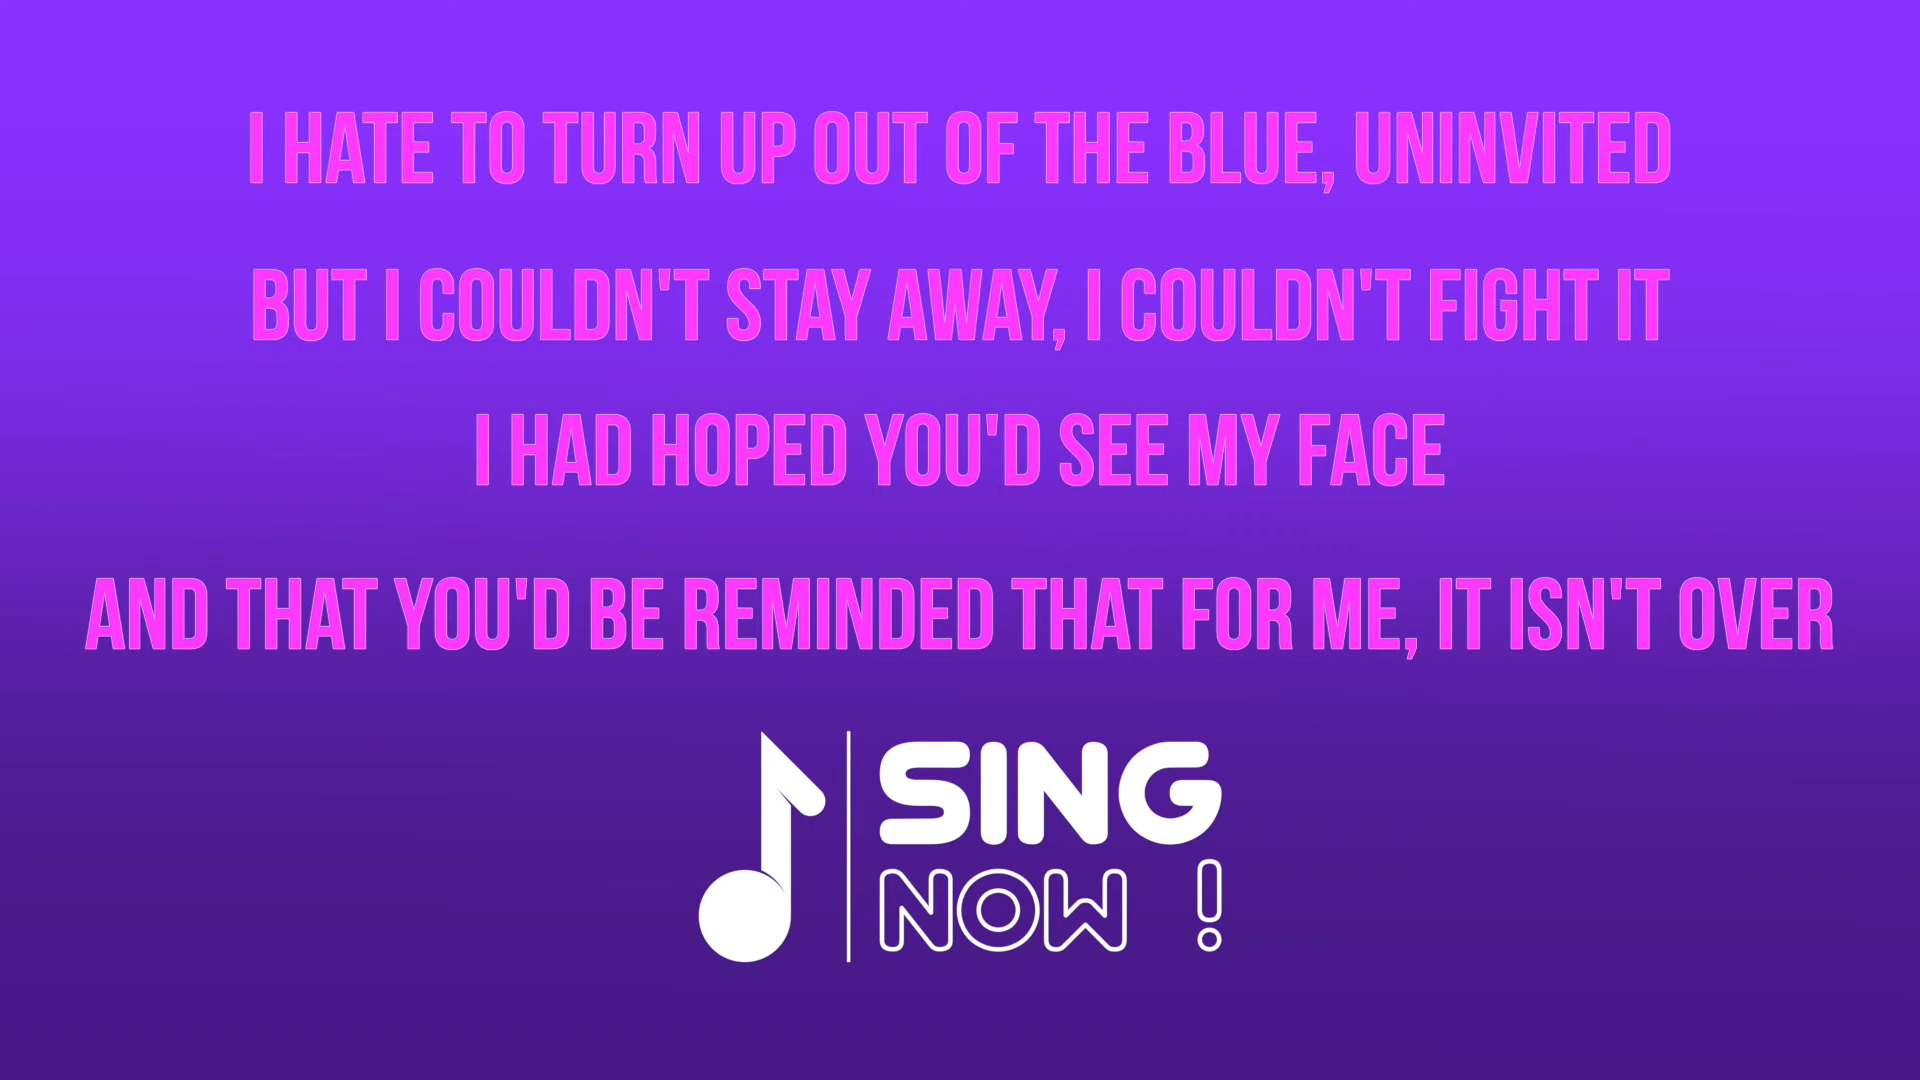 I HATE TO TURN UP OUT OF THE BLUE, UNINVITED
BUT I COULDN'T STAY AWAY, I COULDN'T FIGHT IT
I HAD HOPED YOU'D SEE MY FACE
AND THAT YOU'D BE REMINDED THAT FOR ME, IT ISN'T OVER
SING
NOW !